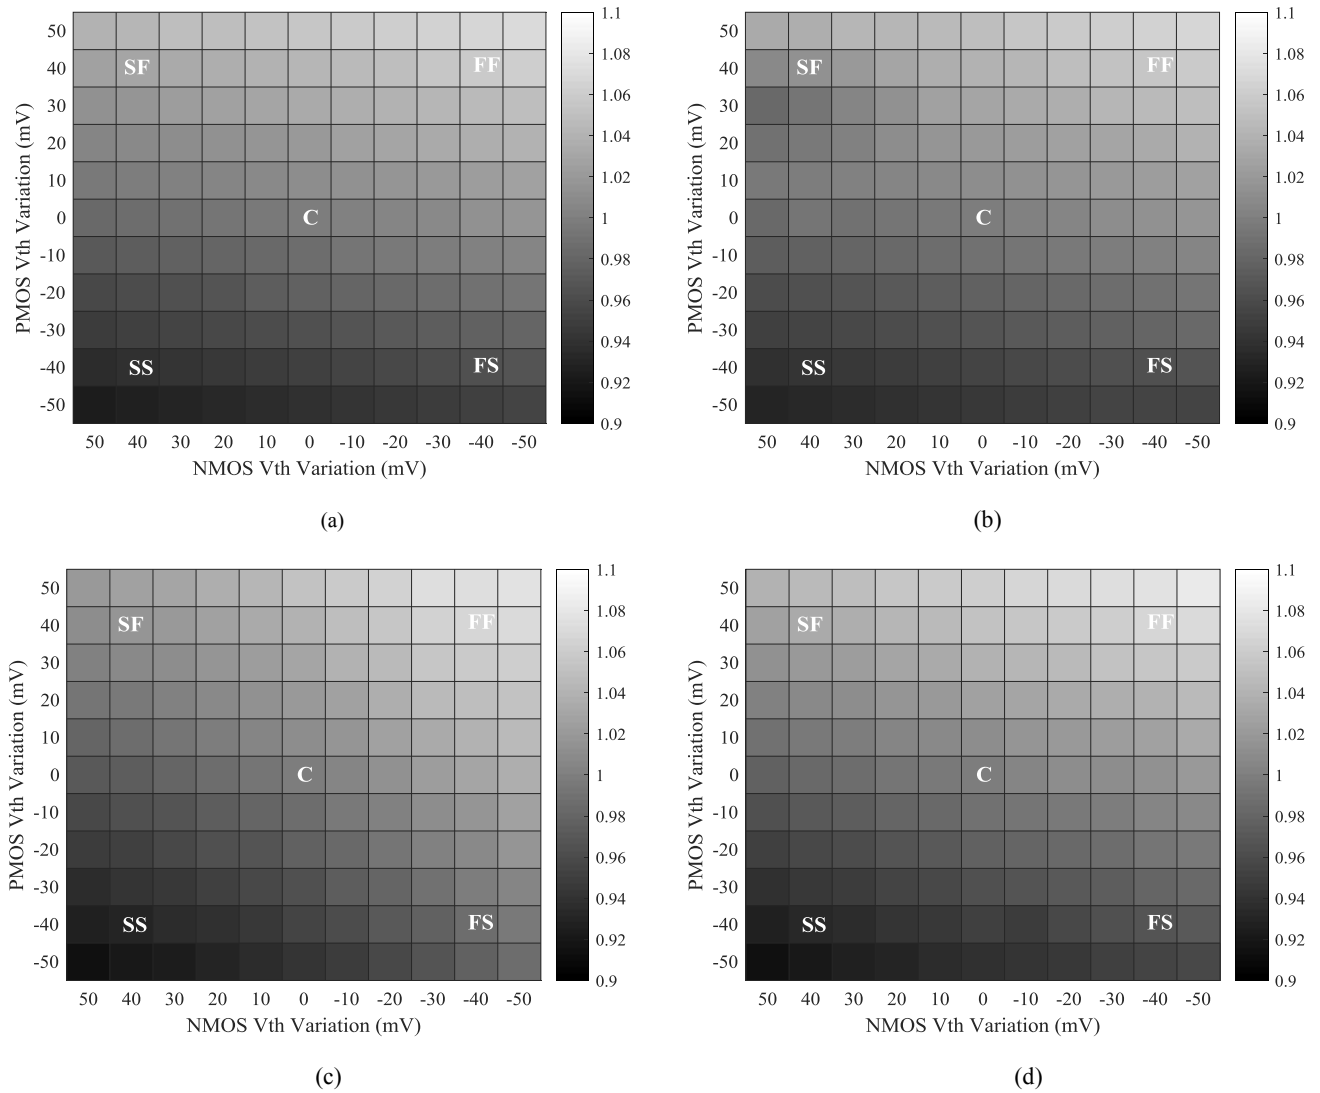 50
40
30
20
10
0
-10
-20
-30
-40
-50
PMOS Vth Variation (mV)
SF
FF
C
SS
FS
50 40 30 20 10 0 -10 -20 -30 -40 -50
NMOS Vth Variation (mV)
1.1
1.08
1.06
1.04
1.02
1
0.98
0.96
0.94
0.92
0.9
(a)
50
40
30
20
10
0
-10
-20
-30
-40
-50
PMOS Vth Variation (mV)
SF
FF
C
SS
FS
50 40 30 20 10 0 -10 -20 -30 -40 -50
NMOS Vth Variation (mV)
1.1
1.08
1.06
1.04
1.02
1
0.98
0.96
0.94
0.92
0.9
(b)
50
40
30
20
10
0
-10
-20
-30
-40
-50
PMOS Vth Variation (mV)
SF
FF
C
SS
FS
50 40 30 20 10 0 -10 -20 -30 -40 -50
NMOS Vth Variation (mV)
1.1
1.08
1.06
1.04
1.02
1
0.98
0.96
0.94
0.92
0.9
(c)
50
40
30
20
10
0
-10
-20
-30
-40
-50
PMOS Vth Variation (mV)
SF
FF
C
SS
FS
50 40 30 20 10 0 -10 -20 -30 -40 -50
NMOS Vth Variation (mV)
1.1
1.08
1.06
1.04
1.02
1
0.98
0.96
0.94
0.92
0.9
(d)